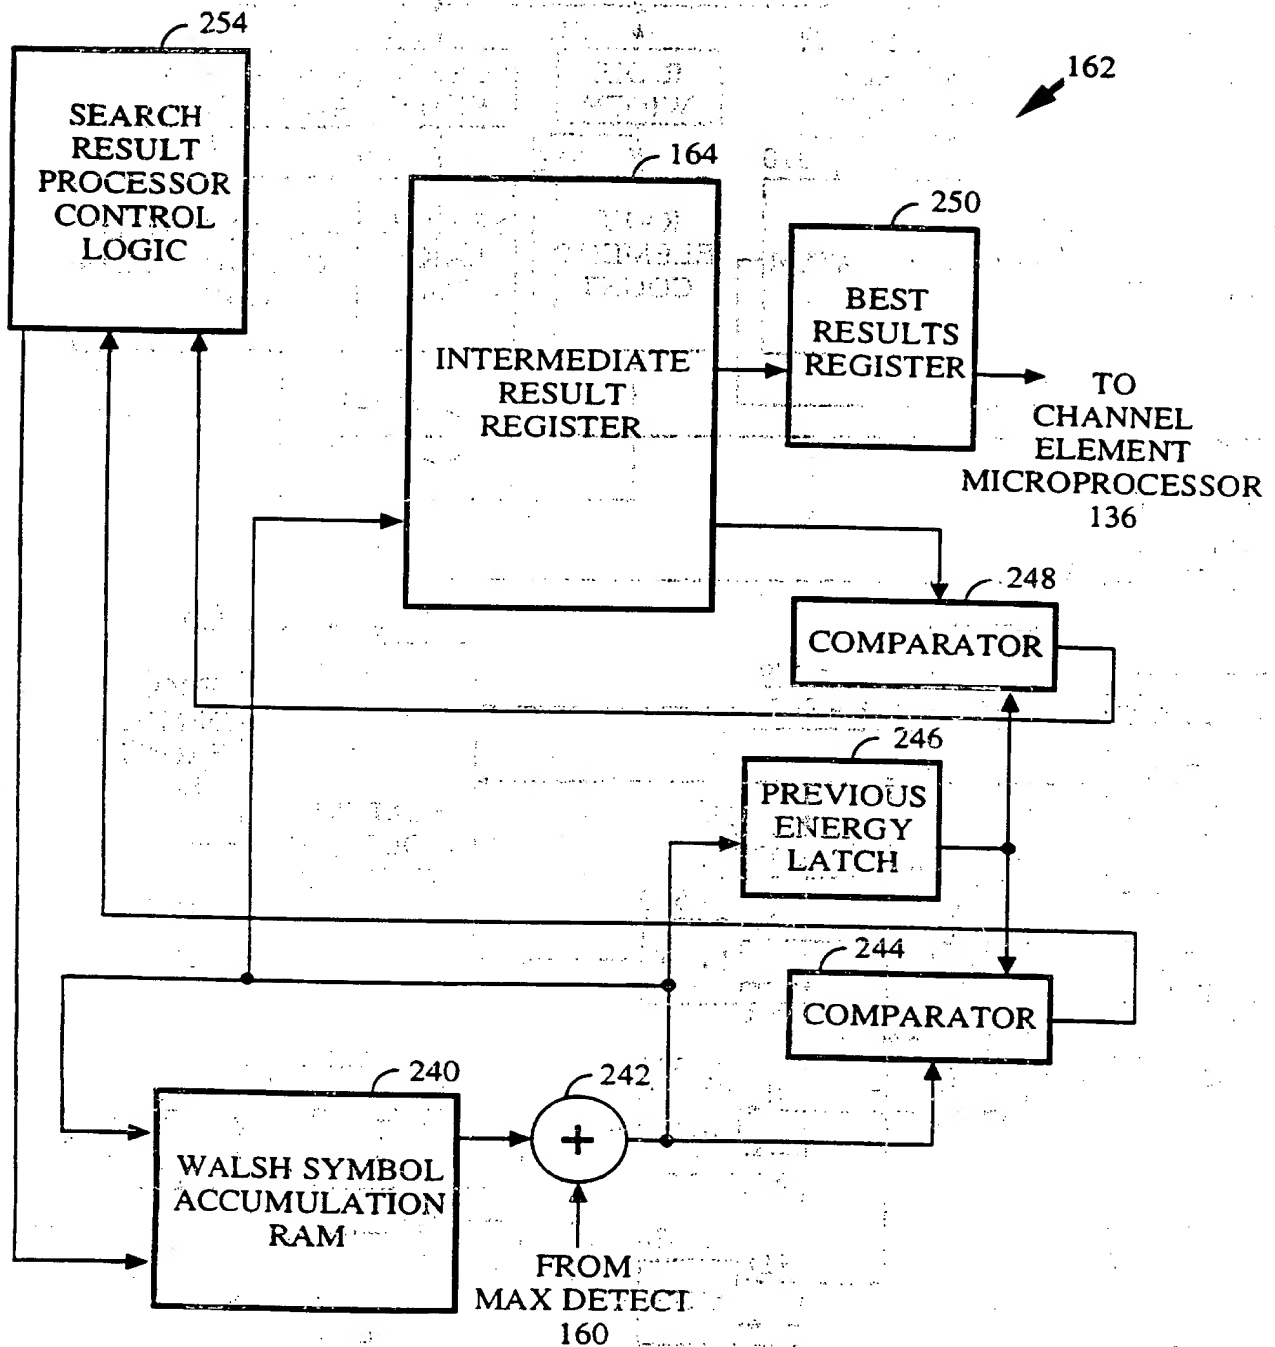 254
SEARCH
RESULT
PROCESSOR
CONTROL
LOGIC
162
164
INTERMEDIATE
RESULT
REGISTER
250
BEST
RESULTS
REGISTER
TO
CHANNEL
ELEMENT
MICROPROCESSOR
136
248
COMPARATOR
246
PREVIOUS
ENERGY
LATCH
244
COMPARATOR
240
WALSH SYMBOL
ACCUMULATION
RAM
242
+
FROM
MAX DETECT
160